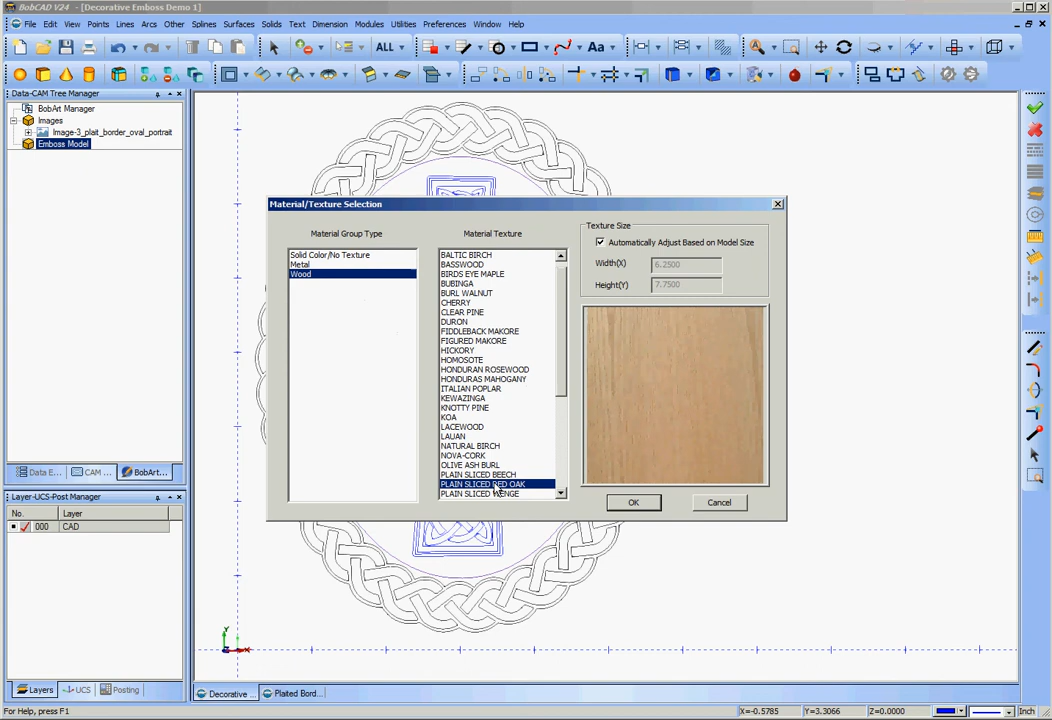 BobCAD V24 - [Decorative Emboss Demo 1]
File Edit View Points Lines Arcs Other Splines Surfaces Solids Text Dimension Modules Utilities Preferences Window Help
ALL
Aa
Data-CAM Tree Manager
BobArt Manager
Images
Image-3_plait_border_oval_portrait
Emboss Model
Data E...
CAM ...
BobArt...
Layer-UCS-Post Manager
No. Layer
000 CAD
Layers
UCS
Posting
Material/Texture Selection
Material Group Type
Solid Color/No Texture
Metal
Wood
Material Texture
BALTIC BIRCH
BASSWOOD
BIRDS EYE MAPLE
BUBINGA
BURL WALNUT
CHERRY
CLEAR PINE
DURON
FIDDLEBACK MAKORE
FIGURED MAKORE
HICKORY
HOMOSOTE
HONDURAN ROSEWOOD
HONDURAS MAHOGANY
ITALIAN POPLAR
KEWAZINGA
KNOTTY PINE
KOA
LACEWOOD
LAUAN
NATURAL BIRCH
NOVA-CORK
OLIVE ASH BURL
PLAIN SLICED BEECH
PLAIN SLICED RED OAK
PLAIN SLICED WENGE
Texture Size
Automatically Adjust Based on Model Size
Width(X) 6.2500
Height(Y) 7.7500
OK
Cancel
Y
X
Decorative ...
Plaited Bord...
For Help, press F1
X=-0.5785
Y=3.3066
Z=0.0000
Inch